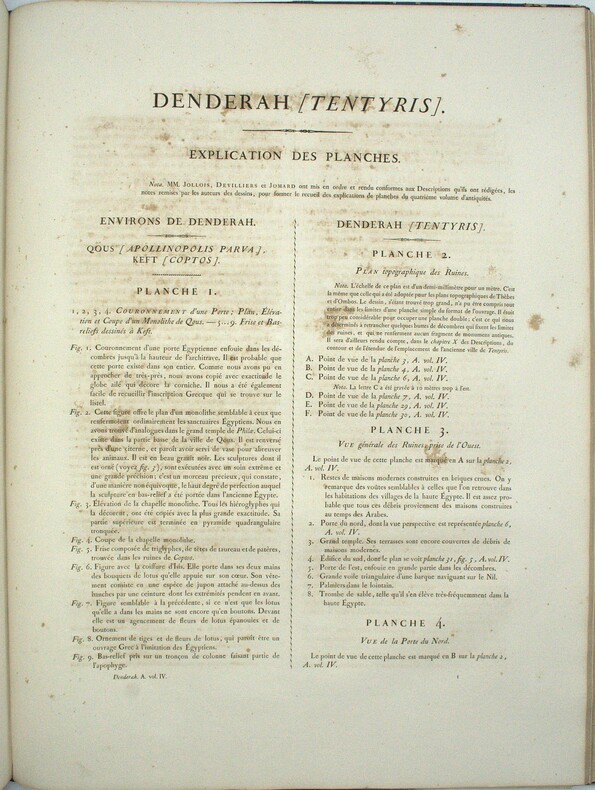 DENDERAH [TENTYRIS].
EXPLICATION DES PLANCHES.
Nota. MM. JOLLOIS, DEVILLIERS et JOMARD ont mis en ordre et rendu conformes aux Descriptions qu'ils ont rédigées, les
notes remises par les auteurs des dessins, pour former le recueil des explications de planches du quatrième volume d'antiquités.
ENVIRONS DE DENDERAH.
QOUS [APOLLINOPOLIS PARVA].
KEFT [COPTOS].
PLANCHE 1.
1, 2, 3, 4. COURONNEMENT d'une Porte; Plan, Éléva-
tion et Coupe d'un Monolithe de Qous. — 5...9. Frise et Bas-
reliefs dessinés à Keft.
Fig. 1. Couronnement d'une porte Égyptienne enfouie dans les dé-
combres jusqu'à la hauteur de l'architrave. Il est probable que
cette porte existe dans son entier. Comme nous avons pu en
approcher de très-près, nous avons copié avec exactitude le
globe ailé qui décore la corniche. Il nous a été également
facile de recueillir l'inscription Grecque qui se trouve sur le
listel.
Fig. 2. Cette figure offre le plan d'un monolithe semblable à ceux que
renfermoient ordinairement les sanctuaires Égyptiens. Nous en
avons trouvé d'analogues dans le grand temple de Philæ. Celui-ci
existe dans la partie basse de la ville de Qous. Il est renversé
près d'une citerne, et paroît avoir servi de vase pour abreuver
les animaux. Il est en beau granit noir. Les sculptures dont il
est orné (voyez fig. 3), sont exécutées avec un soin extrême et
une grande précision; c'est un morceau précieux, qui constate,
d'une manière non équivoque, le haut degré de perfection auquel
la sculpture en bas-relief a été portée dans l'ancienne Égypte.
Fig. 3. Élévation de la chapelle monolithe. Tous les hiéroglyphes qui
la décorent, ont été copiés avec la plus grande exactitude. Sa
partie supérieure est terminée en pyramide quadrangulaire
tronquée.
Fig. 4. Coupe de la chapelle monolithe.
Fig. 5. Frise composée de triglyphes, de têtes de taureau et de patères,
trouvée dans les ruines de Coptos.
Fig. 6. Figure avec la coiffure d'Isis. Elle porte dans ses deux mains
des bouquets de lotus qu'elle appuie sur son cœur. Son vête-
ment consiste en une espèce de jupon attaché au-dessus des
hanches par une ceinture dont les extrémités pendent en avant.
Fig. 7. Figure semblable à la précédente, si ce n'est que les lotus
qu'elle a dans les mains ne sont encore qu'en boutons. Devant
elle est un agencement de fleurs de lotus épanouies et de
boutons.
Fig. 8. Ornement de tiges et de fleurs de lotus, qui paroît être un
ouvrage Grec à l'imitation des Égyptiens.
Fig. 9. Bas-relief pris sur un tronçon de colonne faisant partie de
l'apophyge.
Denderah. A. vol. IV.
DENDERAH [TENTYRIS].
PLANCHE 2.
PLAN topographique des Ruines.
Nota. L'échelle de ce plan est d'un demi-millimètre pour un mètre. C'est
la même que celle qui a été adoptée pour les plans topographiques de Thèbes
et d'Ombos. Le dessin, s'étant trouvé trop grand, n'a pu être compris tout
entier dans les limites d'une planche simple du format de l'ouvrage. Il étoit
trop peu considérable pour occuper une planche double; c'est ce qui nous
a déterminés à retrancher quelques buttes de décombres qui fixent les limites
des ruines, et qui ne renferment aucun fragment de monument antique.
Il sera d'ailleurs rendu compte, dans le chapitre X des Descriptions, du
contour et de l'étendue de l'emplacement de l'ancienne ville de Tentyris.
A. Point de vue de la planche 3, A. vol. IV.
B. Point de vue de la planche 4, A. vol. IV.
C. Point de vue de la planche 6, A. vol. IV.
Nota. La lettre C a été gravée à 10 mètres trop à l'est.
D. Point de vue de la planche 7, A. vol. IV.
E. Point de vue de la planche 29, A. vol. IV.
F. Point de vue de la planche 30, A. vol. IV.
PLANCHE 3.
VUE générale des Ruines, prise de l'Ouest.
Le point de vue de cette planche est marqué en A sur la planche 2,
A. vol. IV.
1. Restes de maisons modernes construites en briques crues. On y
remarque des voûtes semblables à celles que l'on retrouve dans
les habitations des villages de la haute Égypte. Il est assez pro-
bable que tous ces débris proviennent des maisons construites
au temps des Arabes.
2. Porte du nord, dont la vue perspective est représentée planche 6,
A. vol. IV.
3. Grand temple. Ses terrasses sont encore couvertes de débris de
maisons modernes.
4. Édifice du sud, dont le plan se voit planche 31, fig. 5, A. vol. IV.
5. Porte de l'est, enfouie en grande partie dans les décombres.
6. Grande voile triangulaire d'une barque naviguant sur le Nil.
7. Palmiers dans le lointain.
8. Trombe de sable, telle qu'il s'en élève très-fréquemment dans la
haute Égypte.
PLANCHE 4.
VUE de la Porte du Nord.
Le point de vue de cette planche est marqué en B sur la planche 2,
A. vol. IV.
1